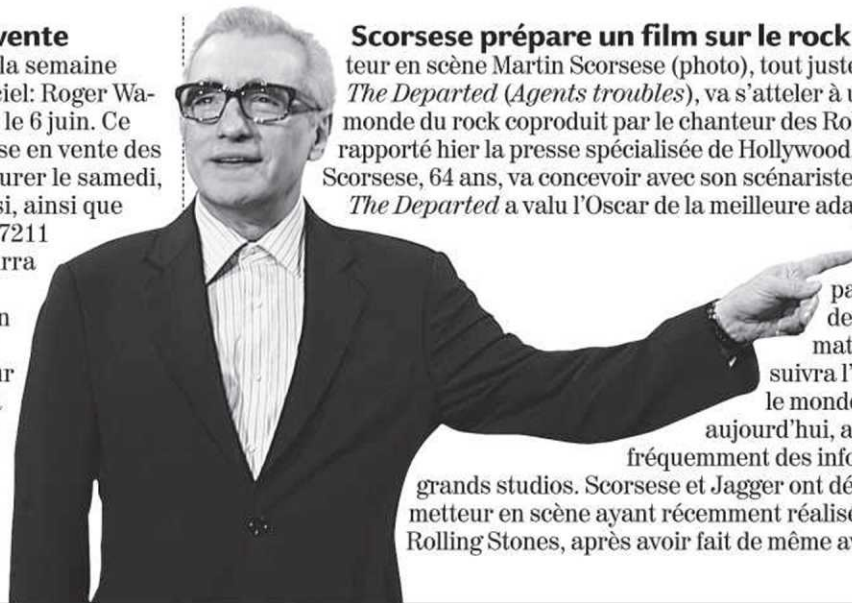 vente
la semaine
ciel: Roger Wa-
le 6 juin. Ce
se en vente des
urer le samedi,
si, ainsi que
7211
rra
n
ur
Scorsese prépare un film sur le rock
teur en scène Martin Scorsese (photo), tout juste
The Departed (Agents troubles), va s'atteler à u
monde du rock coproduit par le chanteur des Ro
rapporté hier la presse spécialisée de Hollywood.
Scorsese, 64 ans, va concevoir avec son scénariste
The Departed a valu l'Oscar de la meilleure ada
pa
de
mat
suivra l'
le monde
aujourd'hui, a
fréquemment des info
grands studios. Scorsese et Jagger ont dé
metteur en scène ayant récemment réalisé
Rolling Stones, après avoir fait de même av